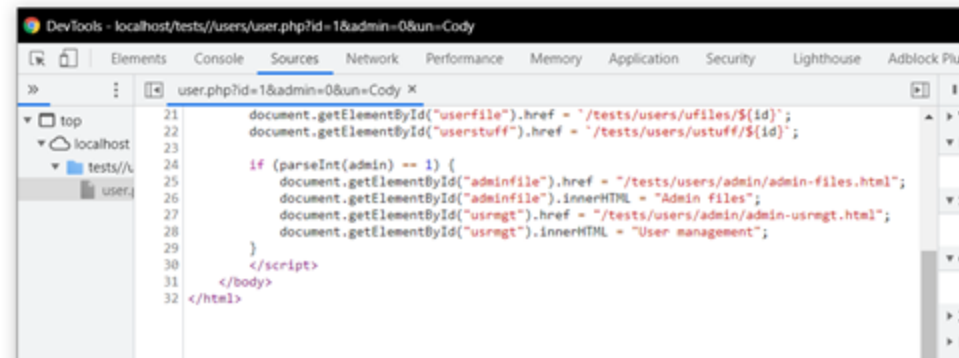 DevTools - localhost/tests//users/user.php?id=1&admin=0&un=Cody
Elements Console Sources Network Performance Memory Application Security Lighthouse Adblock Plu
» user.php?id=1&admin=0&un=Cody ×
top
localhost
tests//u
user.p
21 document.getElementById("userfile").href = `/tests/users/ufiles/${id}`;
22 document.getElementById("userstuff").href = `/tests/users/ustuff/${id}`;
23
24 if (parseInt(admin) == 1) {
25 document.getElementById("adminfile").href = "/tests/users/admin/admin-files.html";
26 document.getElementById("adminfile").innerHTML = "Admin files";
27 document.getElementById("usrmgt").href = "/tests/users/admin/admin-usrmgt.html";
28 document.getElementById("usrmgt").innerHTML = "User management";
29 }
30 </script>
31 </body>
32 </html>